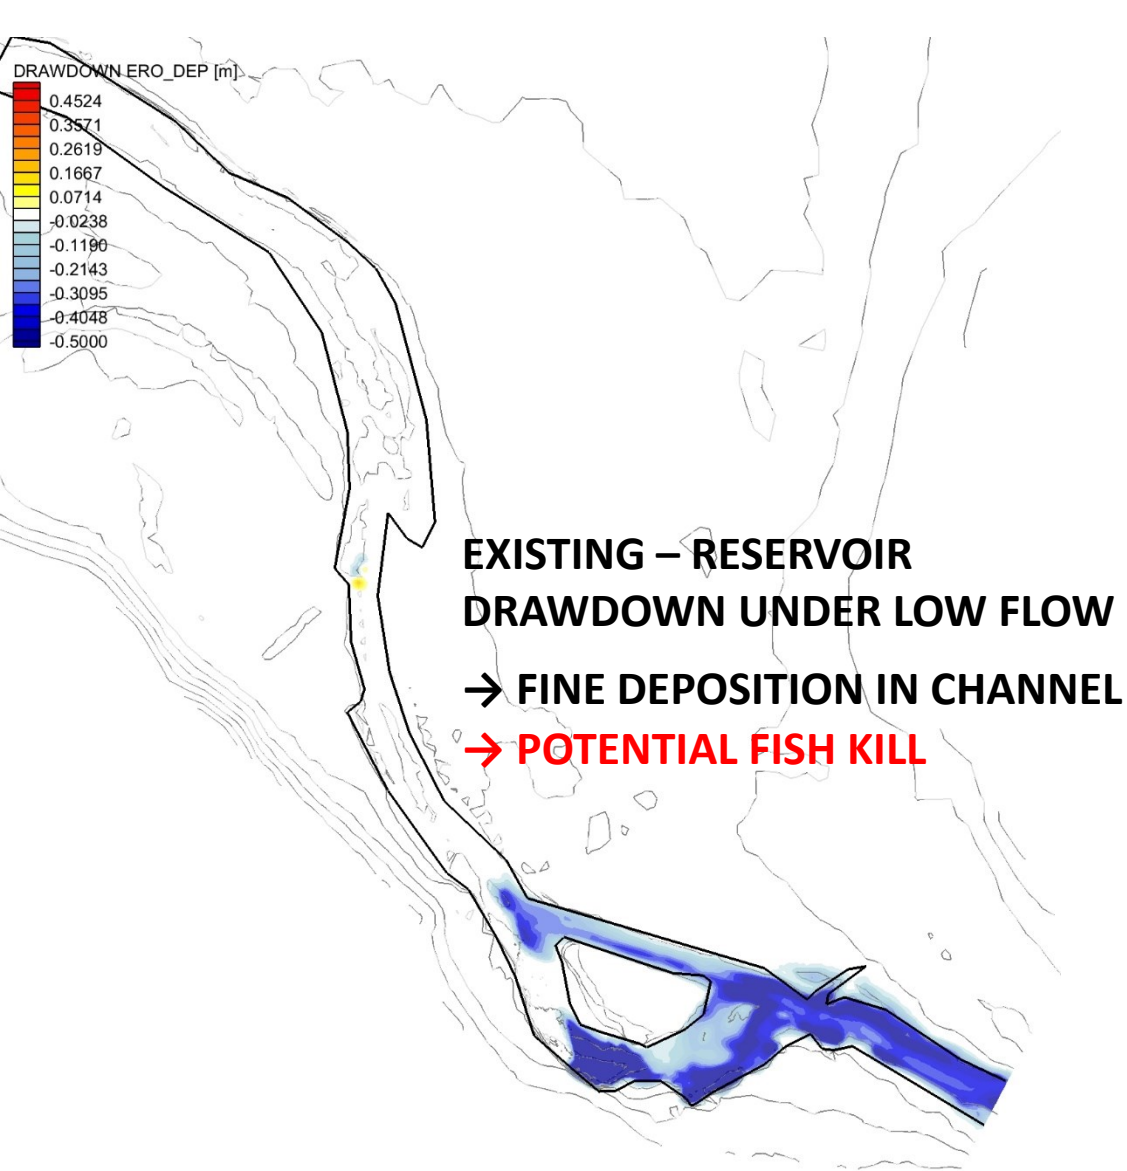 DRAWDOWN ERO_DEP [m]
0.4524
0.3571
0.2619
0.1667
0.0714
-0.0238
-0.1190
-0.2143
-0.3095
-0.4048
-0.5000
EXISTING – RESERVOIR
DRAWDOWN UNDER LOW FLOW
→ FINE DEPOSITION IN CHANNEL
→ POTENTIAL FISH KILL